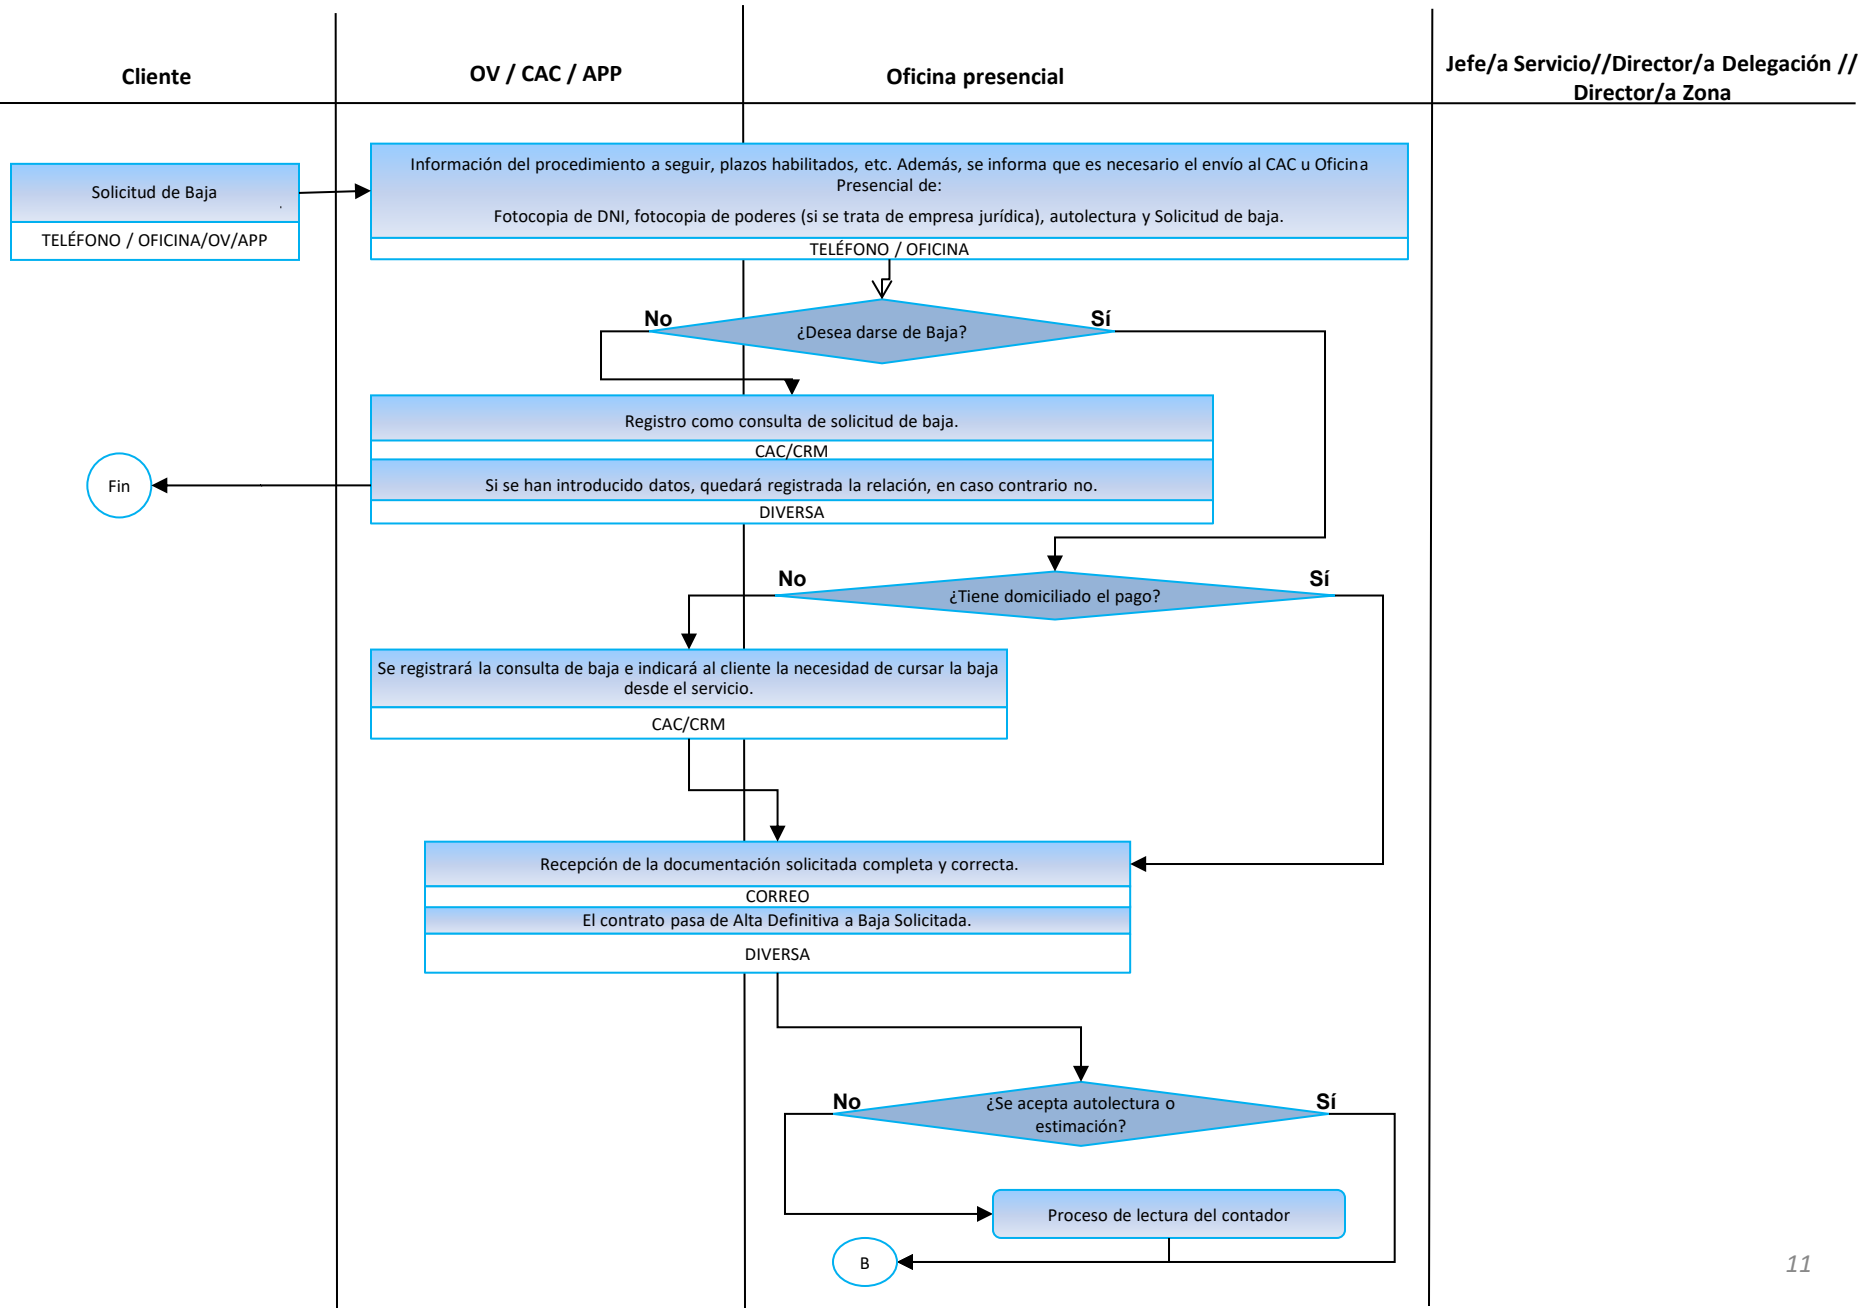 Cliente
OV / CAC / APP
Oficina presencial
Jefe/a Servicio//Director/a Delegación //
Director/a Zona
Información del procedimiento a seguir, plazos habilitados, etc. Además, se informa que es necesario el envío al CAC u Oficina
Presencial de:
Fotocopia de DNI, fotocopia de poderes (si se trata de empresa jurídica), autolectura y Solicitud de baja.
TELÉFONO / OFICINA
Solicitud de Baja
.
TELÉFONO / OFICINA/OV/APP
No
Sí
¿Desea darse de Baja?
Registro como consulta de solicitud de baja.
CAC/CRM
Si se han introducido datos, quedará registrada la relación, en caso contrario no.
DIVERSA
Fin
No
Sí
¿Tiene domiciliado el pago?
Se registrará la consulta de baja e indicará al cliente la necesidad de cursar la baja
desde el servicio.
CAC/CRM
Recepción de la documentación solicitada completa y correcta.
CORREO
El contrato pasa de Alta Definitiva a Baja Solicitada.
DIVERSA
No
Sí
¿Se acepta autolectura o
estimación?
Proceso de lectura del contador
B
11